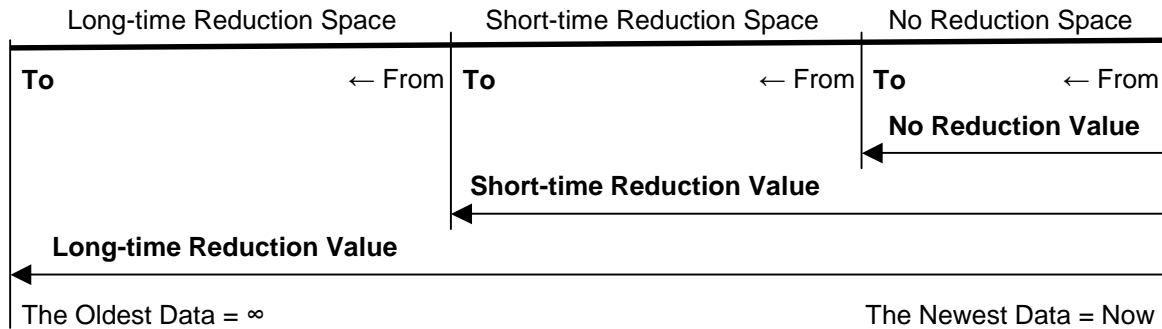 Long-time Reduction Space Short-time Reduction Space No Reduction Space
To ← From To ← From To ← From
No Reduction Value
Short-time Reduction Value
Long-time Reduction Value
The Oldest Data = ∞ The Newest Data = Now